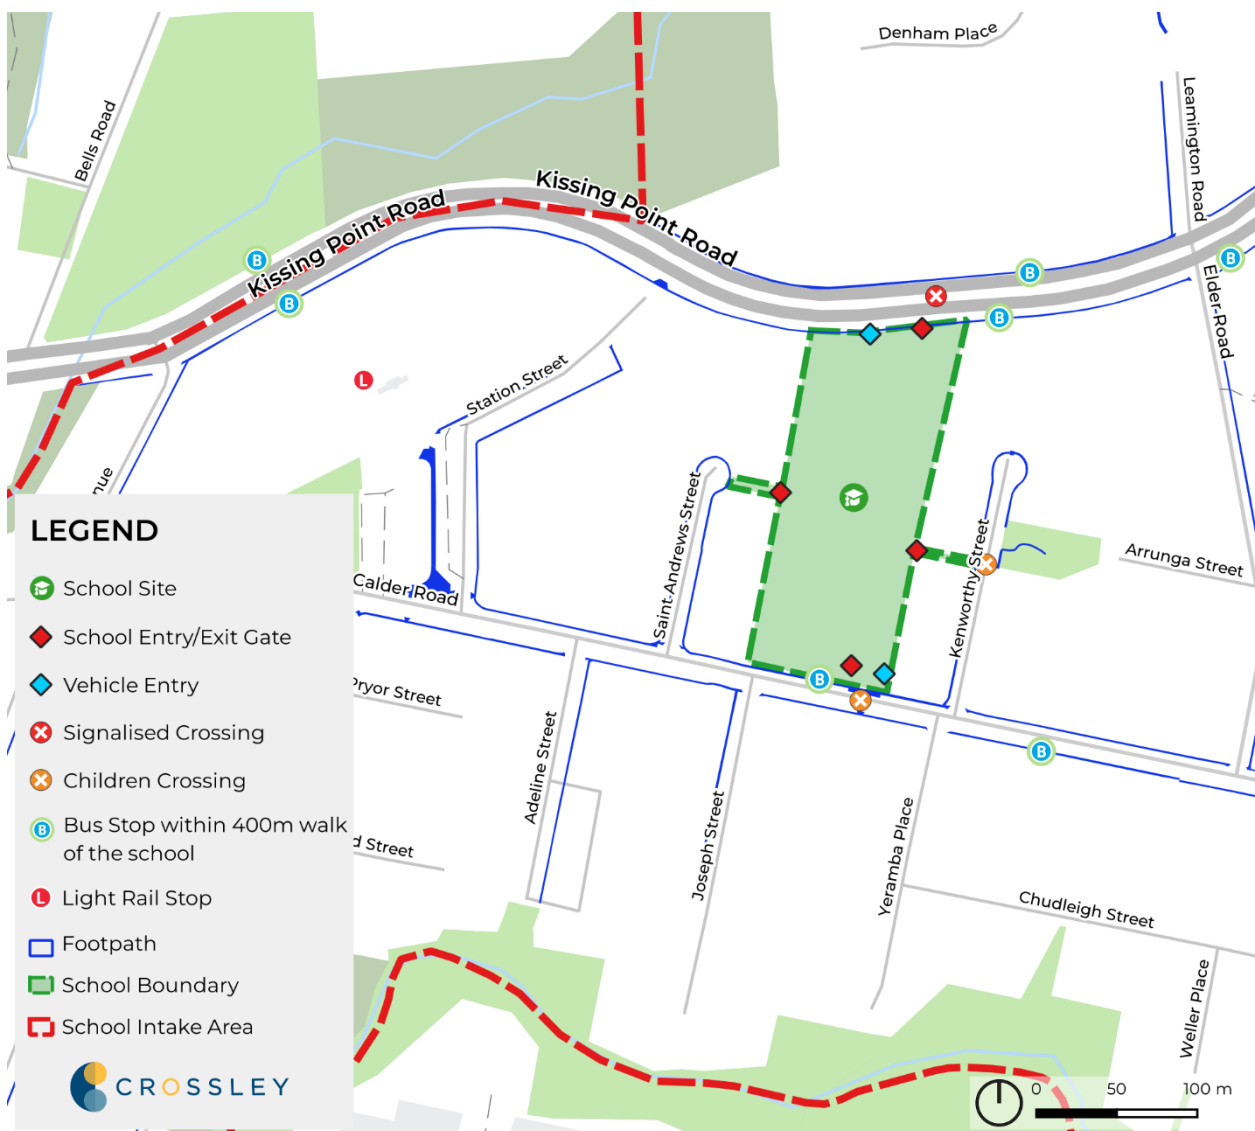 Denham Place
Bells Road
Leamington Road
Kissing Point Road
Kissing Point Road
Elder Road
B
B
B
B
B
L
Station Street
Saint Andrews Street
Kenworthy Street
Arrunga Street
nue
Calder Road
B
B
Pryor Street
Adeline Street
Joseph Street
Yeramba Place
d Street
Chudleigh Street
Weller Place
LEGEND
School Site
School Entry/Exit Gate
Vehicle Entry
Signalised Crossing
Children Crossing
B Bus Stop within 400m walk
of the school
L Light Rail Stop
Footpath
School Boundary
School Intake Area
CROSSLEY
0 50 100 m